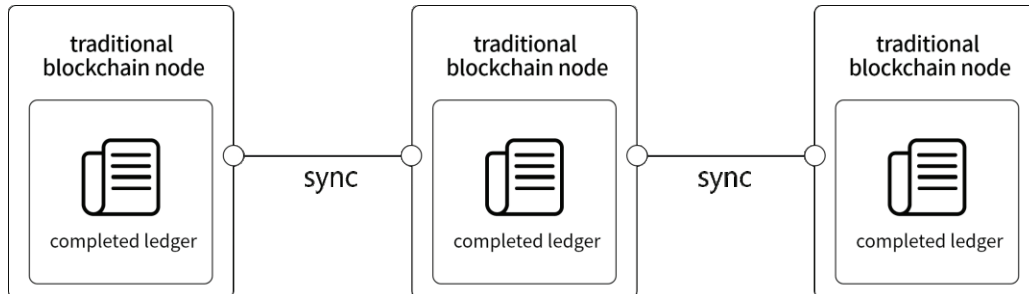 traditional
blockchain node
completed ledger
sync
traditional
blockchain node
completed ledger
sync
traditional
blockchain node
completed ledger